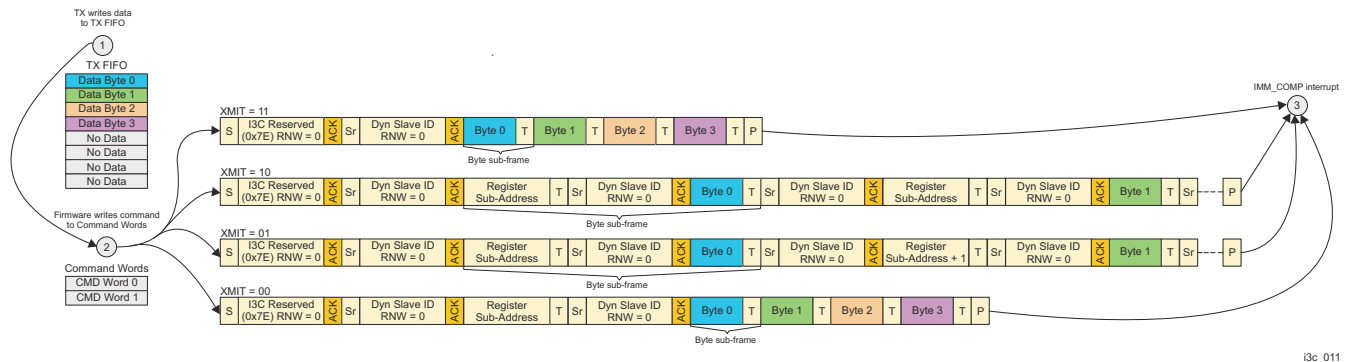 TX writes data
to TX FIFO
1
TX FIFO
Data Byte 0
Data Byte 1
Data Byte 2
Data Byte 3
No Data
No Data
No Data
No Data
Firmware writes command
to Command Words
2
Command Words
CMD Word 0
CMD Word 1
IMM_COMP interrupt
3
XMIT = 11
S I3C Reserved (0x7E) RNW = 0 ACK Sr Dyn Slave ID RNW = 0 ACK Byte 0 T Byte 1 T Byte 2 T Byte 3 T P
Byte sub-frame
XMIT = 10
S I3C Reserved (0x7E) RNW = 0 ACK Sr Dyn Slave ID RNW = 0 ACK Register Sub-Address T Sr Dyn Slave ID RNW = 0 ACK Byte 0 T Sr Dyn Slave ID RNW = 0 ACK Register Sub-Address T Sr Dyn Slave ID RNW = 0 ACK Byte 1 T Sr P
Byte sub-frame
XMIT = 01
S I3C Reserved (0x7E) RNW = 0 ACK Sr Dyn Slave ID RNW = 0 ACK Register Sub-Address T Sr Dyn Slave ID RNW = 0 ACK Byte 0 T Sr Dyn Slave ID RNW = 0 ACK Register Sub-Address + 1 T Sr Dyn Slave ID RNW = 0 ACK Byte 1 T Sr P
Byte sub-frame
XMIT = 00
S I3C Reserved (0x7E) RNW = 0 ACK Sr Dyn Slave ID RNW = 0 ACK Register Sub-Address T Sr Dyn Slave ID RNW = 0 ACK Byte 0 T Byte 1 T Byte 2 T Byte 3 T P
Byte sub-frame
i3c_011